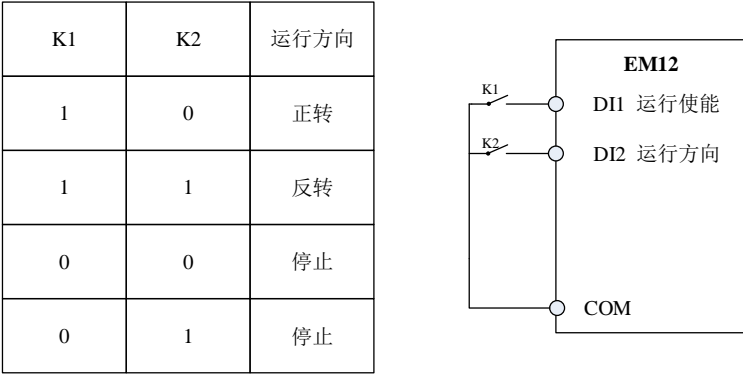 K1 K2 运行方向
1 0 正转
1 1 反转
0 0 停止
0 1 停止
EM12
K1 DI1 运行使能
K2 DI2 运行方向
COM